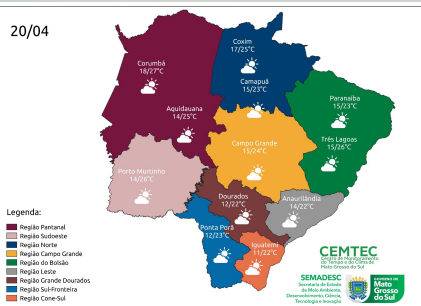 20/04
Coxim
17/25°C
Corumbá
18/27°C
Camapuã
15/23°C
Paranaíba
15/23°C
Aquidauana
14/25°C
Três Lagoas
15/26°C
Campo Grande
15/24°C
Porto Murtinho
14/26°C
Dourados
12/22°C
Anaurilândia
14/22°C
Ponta Porã
12/23°C
Iguatemi
11/22°C
Legenda:
Região Pantanal
Região Sudoeste
Região Norte
Região Campo Grande
Região do Bolsão
Região Leste
Região Grande Dourados
Região Sul-Fronteira
Região Cone-Sul
CEMTEC
Centro de Monitoramento
do Tempo e do Clima de
Mato Grosso do Sul
SEMADESC
Secretaria de Estado
de Meio Ambiente,
Desenvolvimento, Ciência,
Tecnologia e Inovação
GOVERNO DE
Mato
Grosso
do Sul